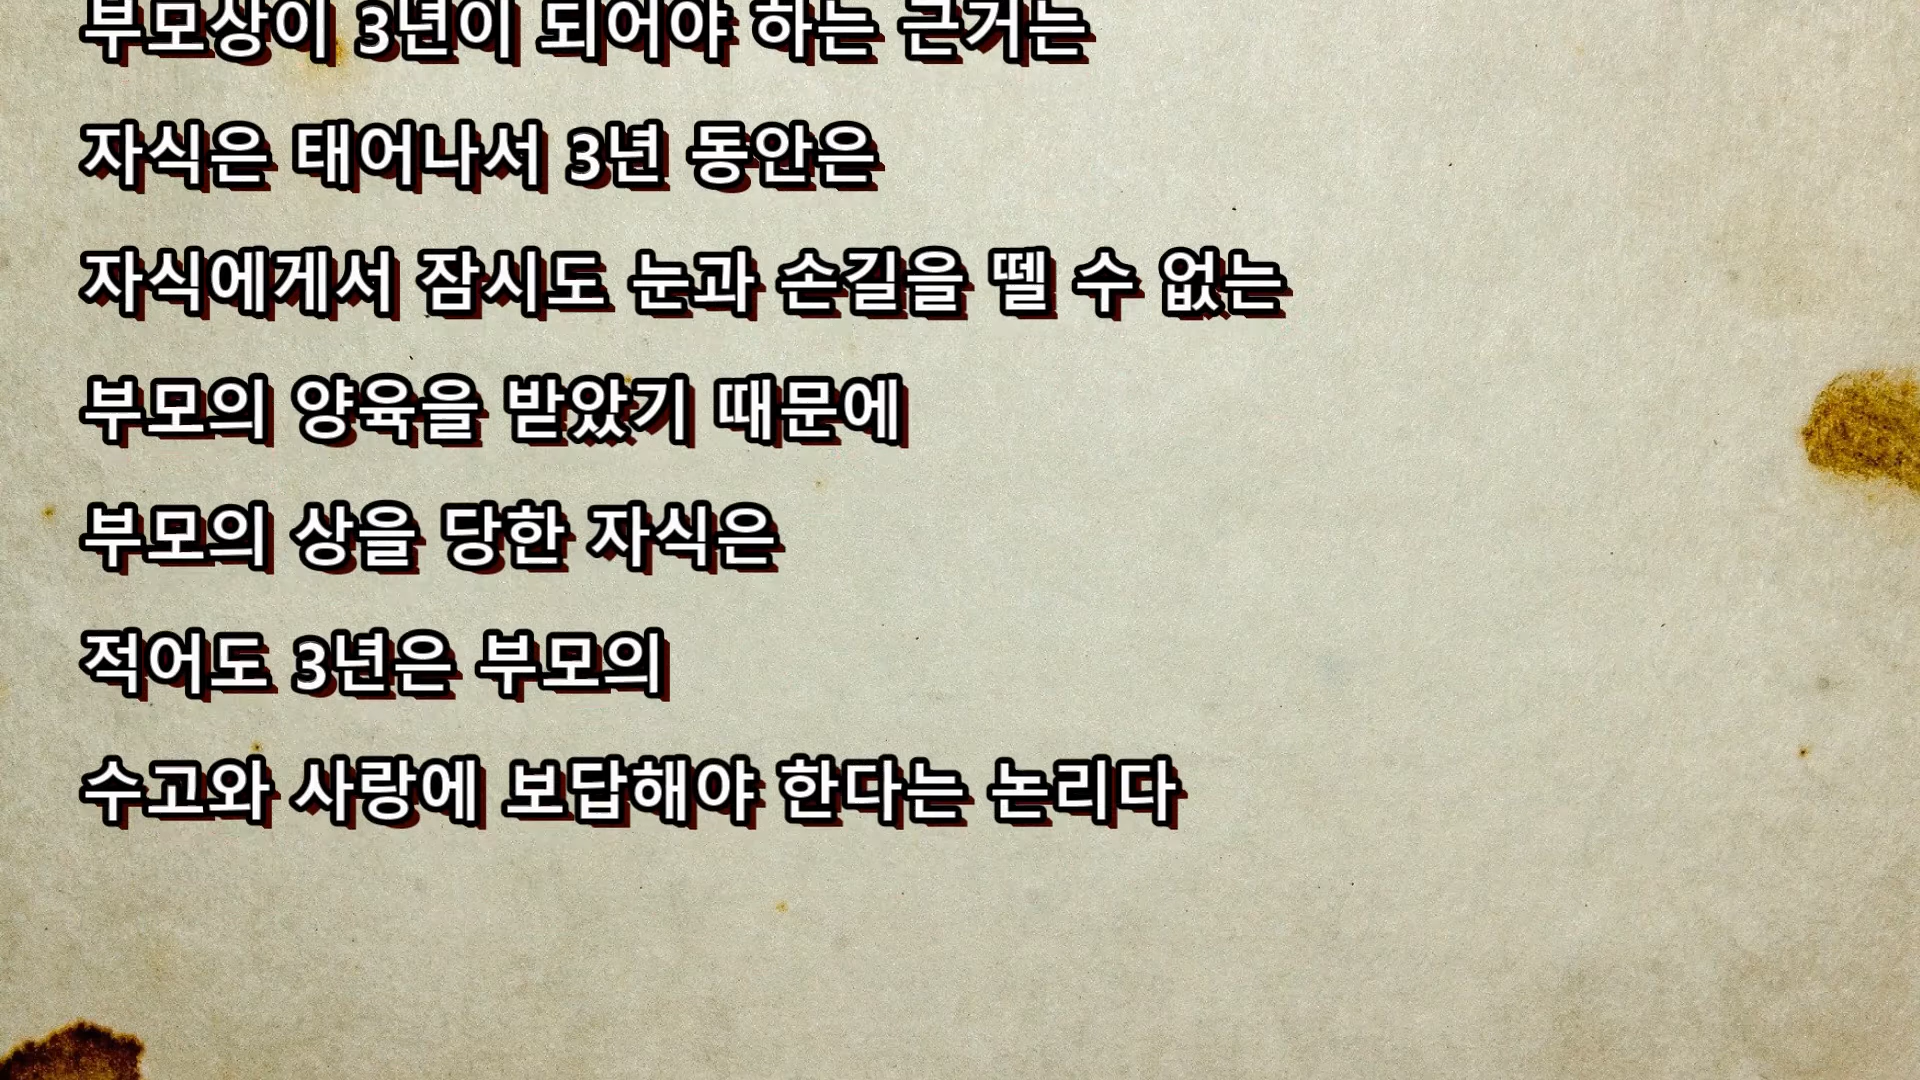 부모상이 3년이 되어야 하는 근거는
자식은 태어나서 3년 동안은
자식에게서 잠시도 눈과 손길을 뗄 수 없는
부모의 양육을 받았기 때문에
부모의 상을 당한 자식은
적어도 3년은 부모의
수고와 사랑에 보답해야 한다는 논리다